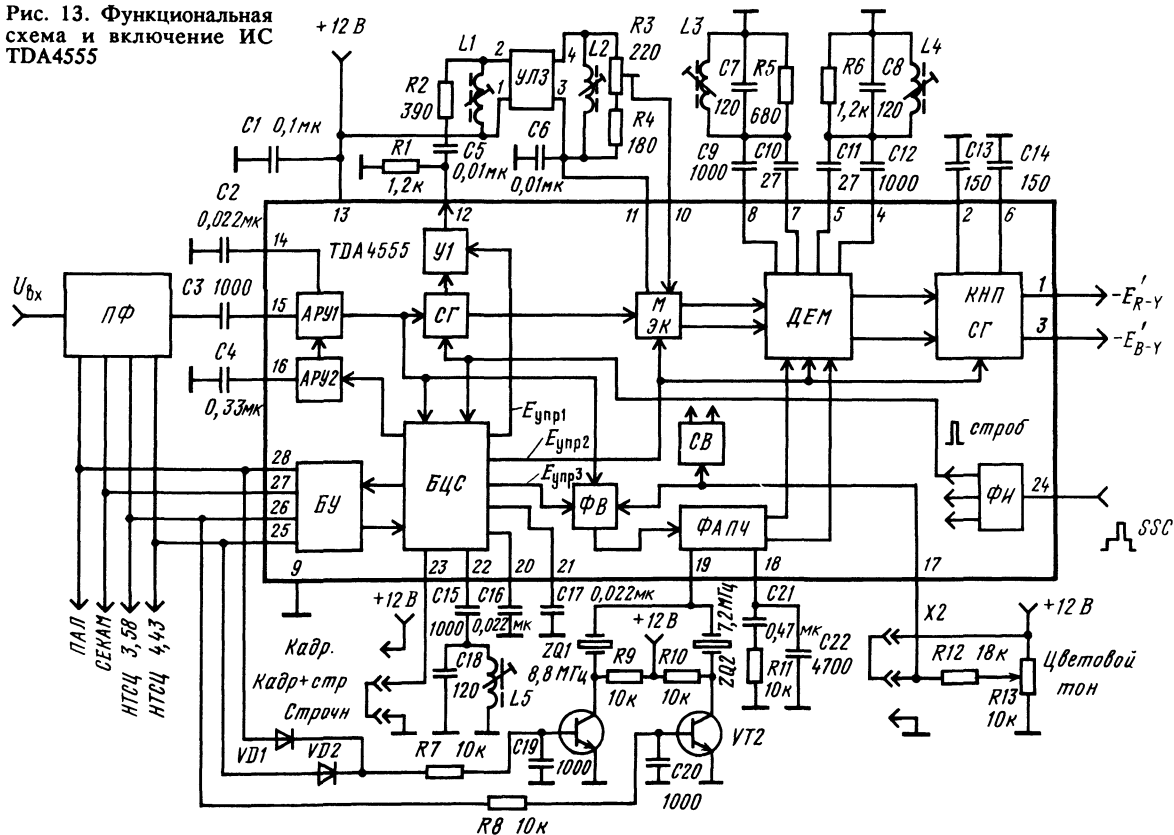 Рис. 13. Функциональная
схема и включение ИС
TDA4555
+12 В
R2
390
L1
2
1
УЛЗ
4
3
L2
R3
220
R4
180
C1 0,1мк
R1
1,2к
C5
0,01мк
C6
0,01мк
L3
C7
120
R5
680
R6
1,2к
C8
120
L4
C9
1000
C10
27
C11
27
C12
1000
C13
150
C14
150
C2
0,022мк
13
12
11
10
8
7
5
4
2
6
14
TDA4555
У1
Uвх
ПФ
C3 1000
15
АРУ1
СГ
М
ЭК
ДЕМ
КНП
СГ
1
-E'R-Y
3
-E'B-Y
C4
0,33мк
16
АРУ2
Eупр1
Eупр2
Eупр3
СВ
строб
28
27
26
25
БУ
БЦС
ФВ
ФАПЧ
ФИ
24
SSC
9
23
22
20
21
19
18
17
ПАЛ
СЕКАМ
НТСЦ 3,58
НТСЦ 4,43
+12 В
Кадр.
Кадр+стр
Строчн
C15
1000
C16
0,022мк
C17 0,022мк
C18
120
L5
ZQ1
8,8 МГц
+12 В
R9
10к
R10
10к
7,2МГц
ZQ2
C21
0,47мк
R11
10к
C22
4700
X2
+12 В
R12 18к
R13
10к
Цветовой
тон
VD1
VD2
R7 10к
C19
1000
VT2
C20
1000
R8 10к